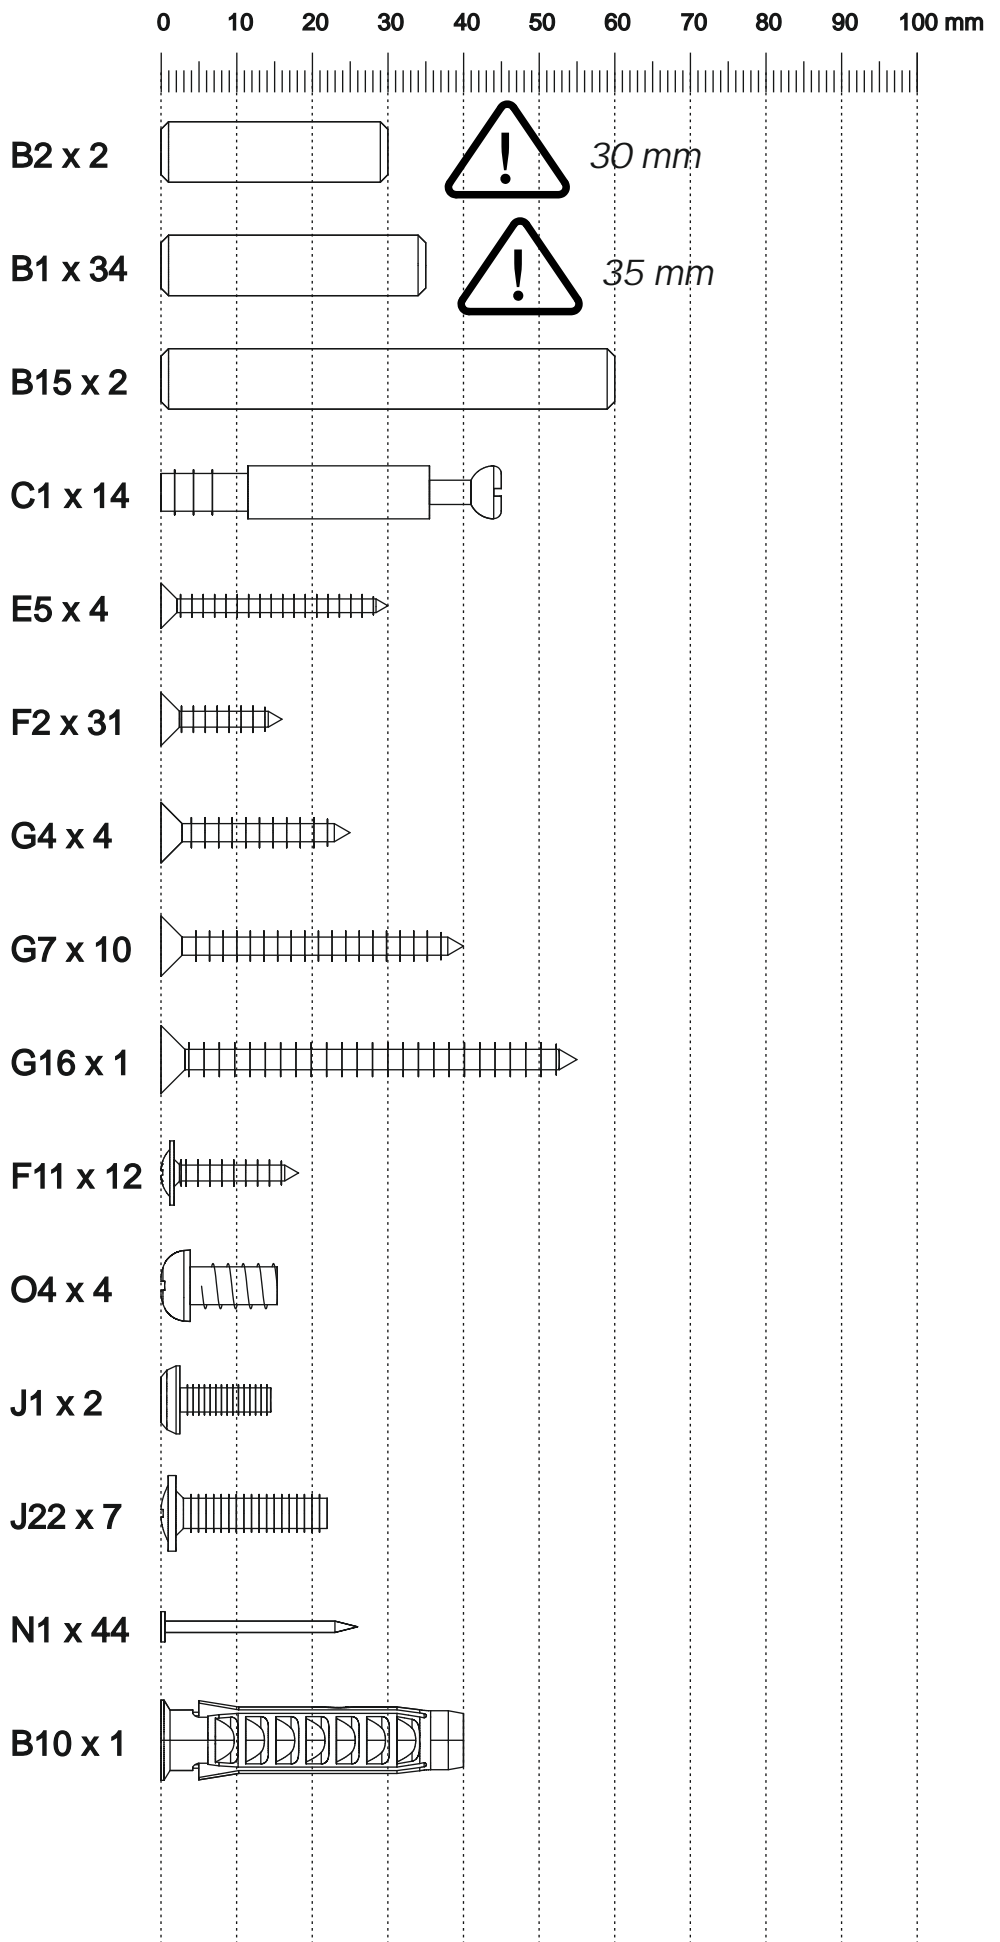 0 10 20 30 40 50 60 70 80 90 100 mm
B2 x 2 ! 30 mm
B1 x 34 ! 35 mm
B15 x 2
C1 x 14
E5 x 4
F2 x 31
G4 x 4
G7 x 10
G16 x 1
F11 x 12
O4 x 4
J1 x 2
J22 x 7
N1 x 44
B10 x 1